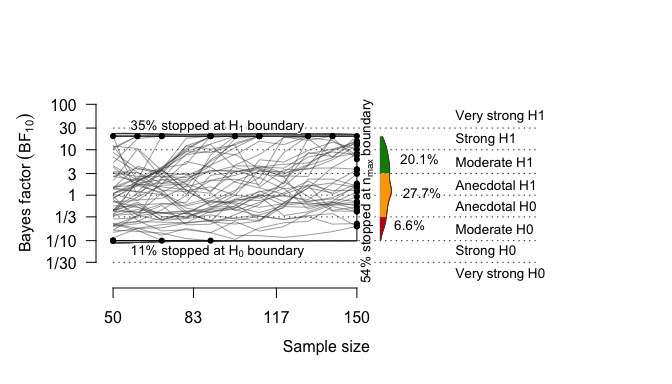 100
30
10
3
1
1/3
1/10
1/30
Bayes factor (BF10)
35% stopped at H1 boundary
11% stopped at H0 boundary
54% stopped at nmax boundary
20.1%
27.7%
6.6%
Very strong H1
Strong H1
Moderate H1
Anecdotal H1
Anecdotal H0
Moderate H0
Strong H0
Very strong H0
50 83 117 150
Sample size